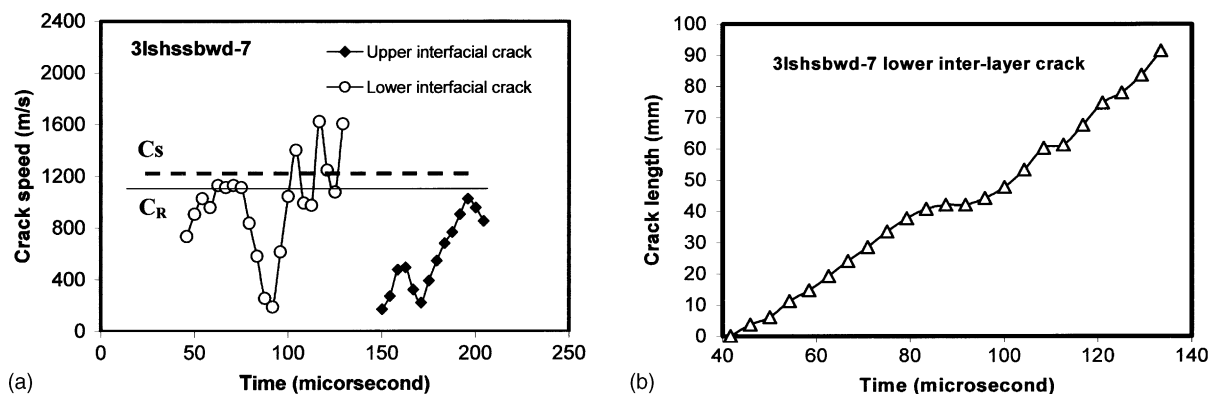 (a)
3lshssbwd-7
Upper interfacial crack
Lower interfacial crack
Cs
CR
Crack speed (m/s)
2400
2000
1600
1200
800
400
0
0 50 100 150 200 250
Time (micorsecond)
(b)
3lshsbwd-7 lower inter-layer crack
Crack length (mm)
100
90
80
70
60
50
40
30
20
10
0
40 60 80 100 120 140
Time (microsecond)